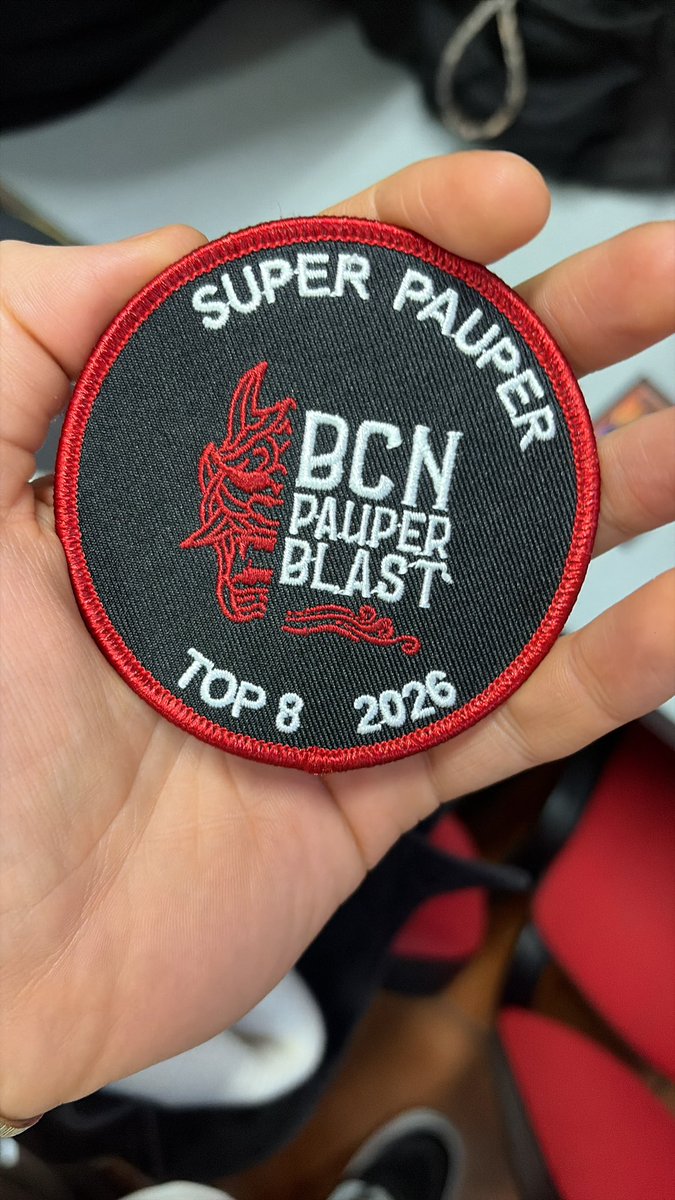 SUPER PAUPER
BCN
PAUPER
BLAST
TOP 8 2026